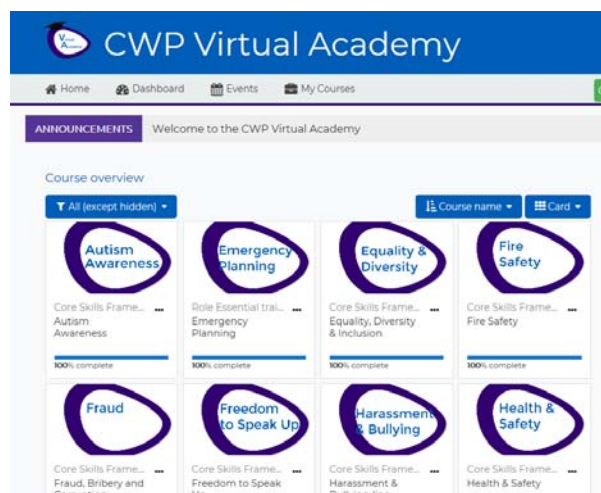 CWP Virtual Academy
Home Dashboard Events My Courses
ANNOUNCEMENTS Welcome to the CWP Virtual Academy
Course overview
All (except hidden) Course name Card
Autism
Awareness
Emergency
Planning
Equality &
Diversity
Fire
Safety
Core Skills Frame...
Autism
Awareness
100% complete
Role Essential trai...
Emergency
Planning
100% complete
Core Skills Frame...
Equality, Diversity
& Inclusion
100% complete
Core Skills Frame...
Fire Safety
100% complete
Fraud
Freedom
to Speak Up
Harassment
& Bullying
Health &
Safety
Core Skills Frame...
Fraud, Bribery and
Core Skills Frame...
Freedom to Speak
Core Skills Frame...
Harassment &
Core Skills Frame...
Health & Safety